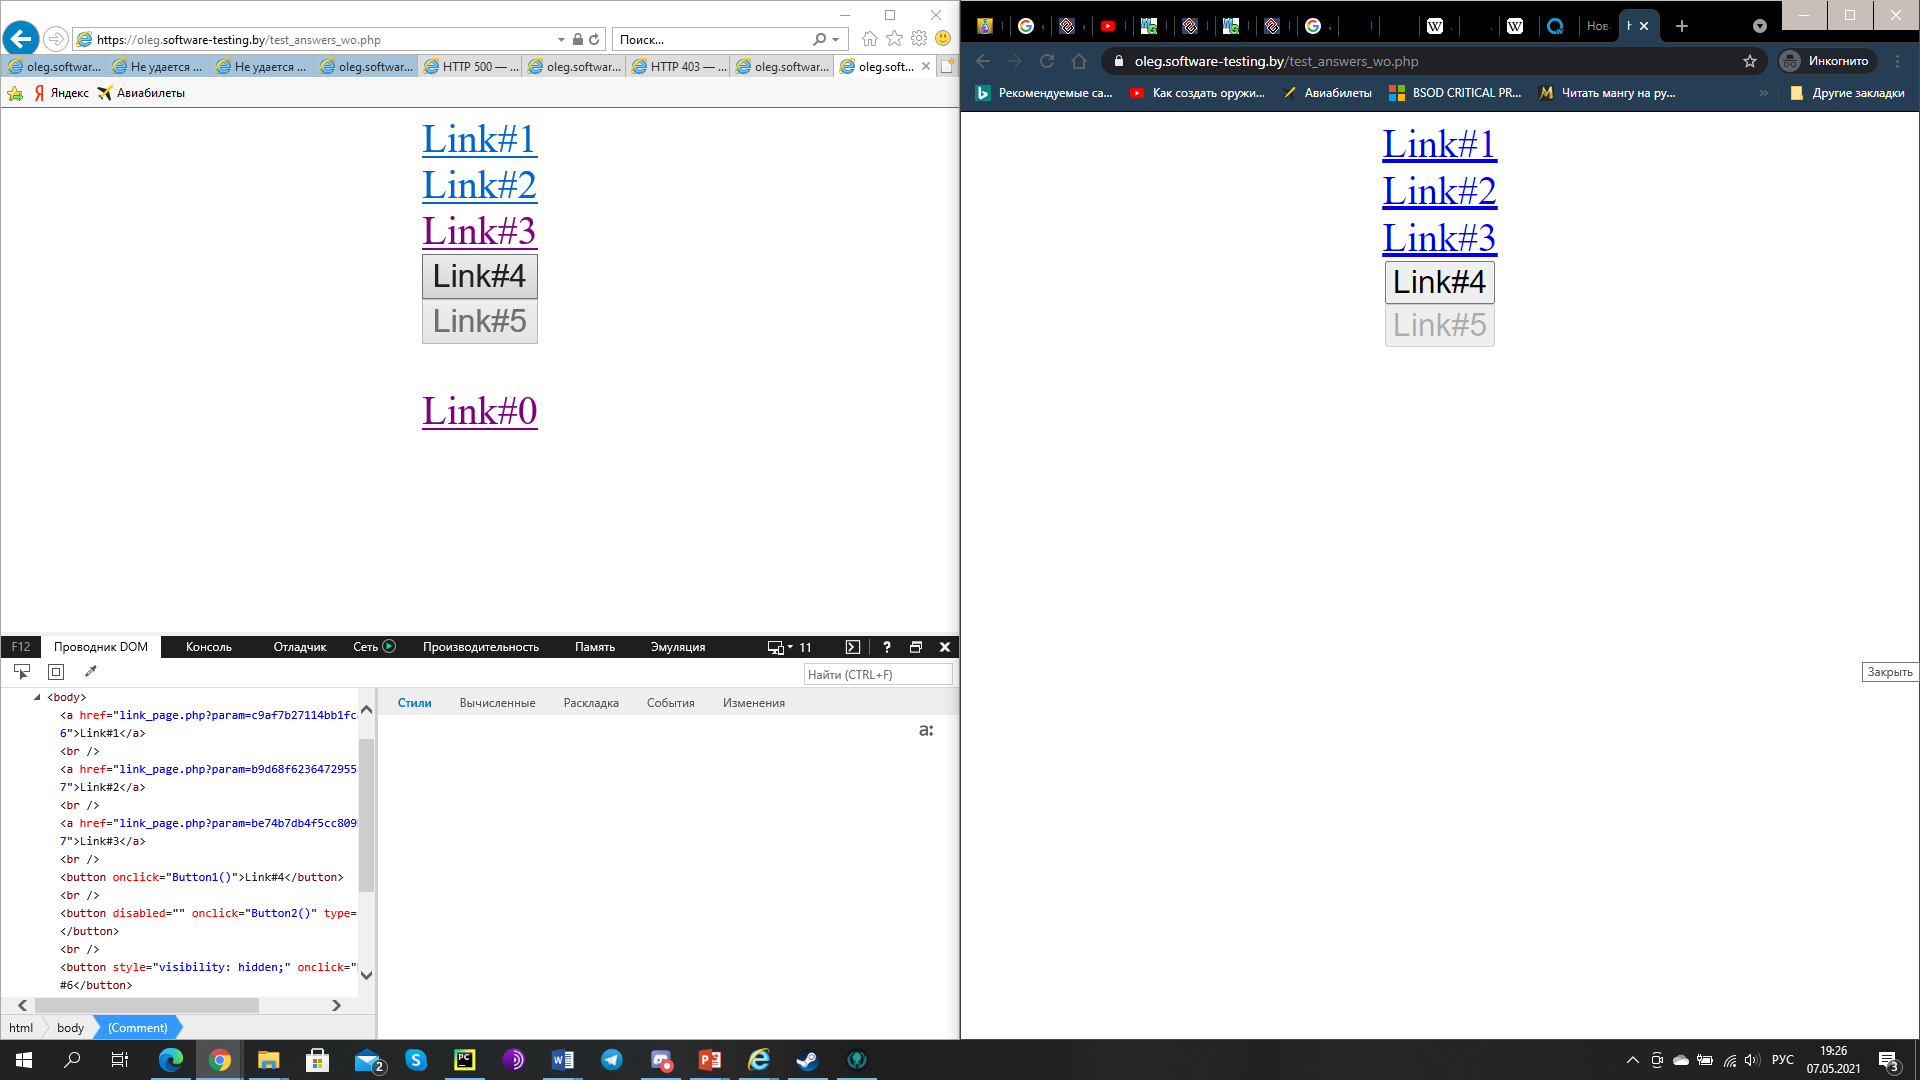 https://oleg.software-testing.by/test_answers_wo.php
Поиск...
oleg.softwar...
Не удается ...
Не удается ...
oleg.softwar...
HTTP 500 — ...
oleg.softwar...
HTTP 403 — ...
oleg.softwar...
oleg.soft...
Яндекс
Авиабилеты
Link#1
Link#2
Link#3
Link#4
Link#5
Link#0
F12
Проводник DOM
Консоль
Отладчик
Сеть
Производительность
Память
Эмуляция
11
?
Найти (CTRL+F)
<body>
<a href="link_page.php?param=c9af7b27114bb1fc
6">Link#1</a>
<br />
<a href="link_page.php?param=b9d68f6236472955
7">Link#2</a>
<br />
<a href="link_page.php?param=be74b7db4f5cc809
7">Link#3</a>
<br />
<button onclick="Button1()">Link#4</button>
<br />
<button disabled="" onclick="Button2()" type=
</button>
<br />
<button style="visibility: hidden;" onclick="
#6</button>
Стили
Вычисленные
Раскладка
События
Изменения
a:
html
body
(Comment)
Нов
oleg.software-testing.by/test_answers_wo.php
Инкогнито
Рекомендуемые са...
Как создать оружи...
Авиабилеты
BSOD CRITICAL PR...
Читать мангу на ру...
»
Другие закладки
Link#1
Link#2
Link#3
Link#4
Link#5
Закрыть
2
РУС
19:26
07.05.2021
3